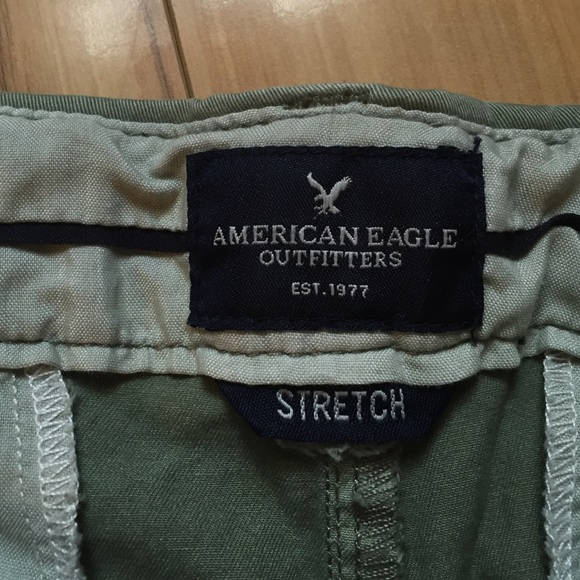 AMERICAN EAGLE
OUTFITTERS
EST. 1977
STRETCH